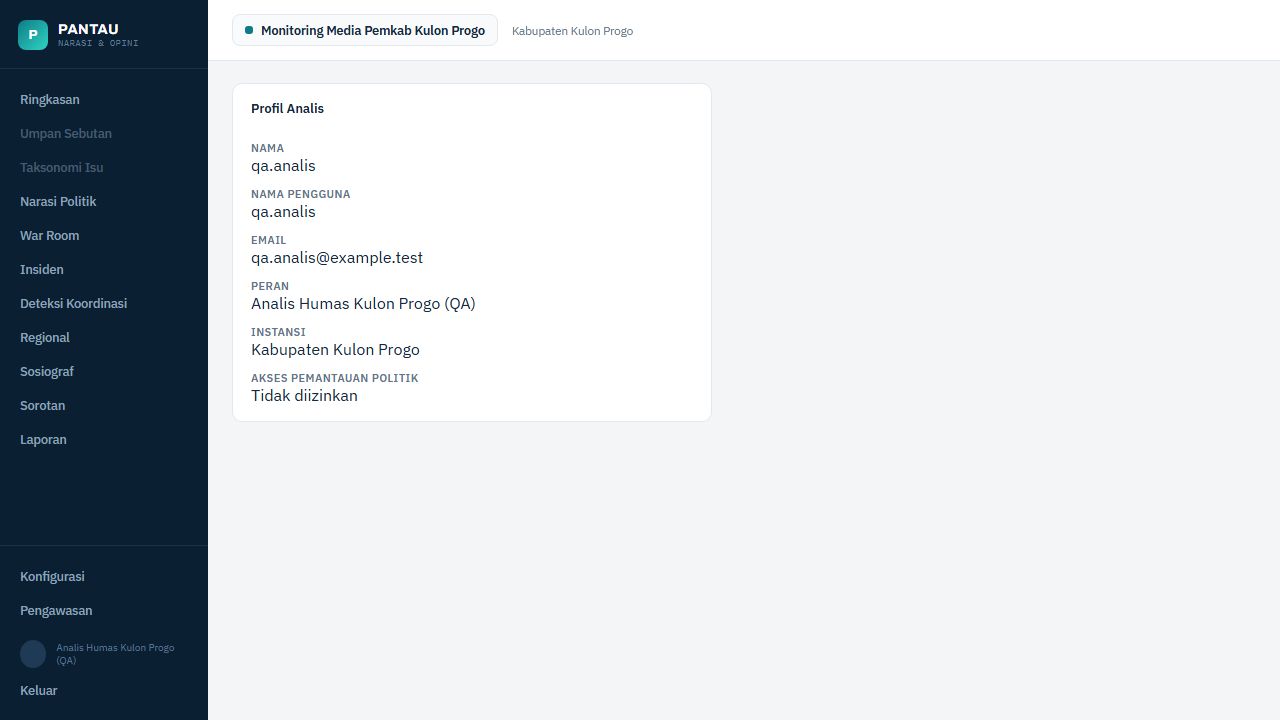 P
PANTAU
NARASI & OPINI
Ringkasan
Umpan Sebutan
Taksonomi Isu
Narasi Politik
War Room
Insiden
Deteksi Koordinasi
Regional
Sosiograf
Sorotan
Laporan
Konfigurasi
Pengawasan
Analis Humas Kulon Progo
(QA)
Keluar
Monitoring Media Pemkab Kulon Progo
Kabupaten Kulon Progo
Profil Analis
NAMA
qa.analis
NAMA PENGGUNA
qa.analis
EMAIL
qa.analis@example.test
PERAN
Analis Humas Kulon Progo (QA)
INSTANSI
Kabupaten Kulon Progo
AKSES PEMANTAUAN POLITIK
Tidak diizinkan